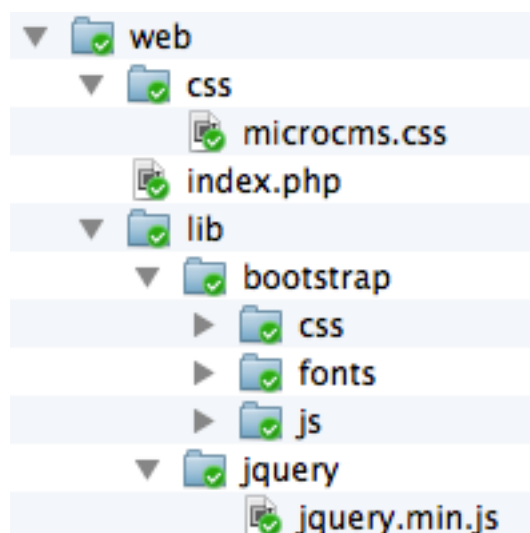 web
css
microcms.css
index.php
lib
bootstrap
css
fonts
js
jquery
jquery.min.js